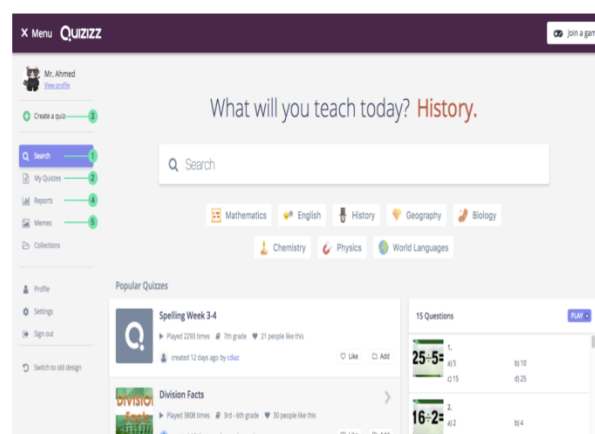 X Menu Quizizz
Join a gam
Mr. Ahmed
View profile
Create a quiz 3
Search 1
My Quizzes 2
Reports 4
Memes 5
Collections
Profile
Settings
Sign out
Switch to old design
What will you teach today? History.
Search
Mathematics English History Geography Biology
Chemistry Physics World Languages
Popular Quizzes
Spelling Week 3-4
Played 2293 times 7th grade 21 people like this
created 12 days ago by cdiaz
Like Add
DIVISION Facts
Division Facts
Played 3808 times 3rd - 6th grade 30 people like this
15 Questions PLAY
25÷5=
1.
a) 5 b) 10
c) 15 d) 25
16÷2=
2.
a) 2 b) 4